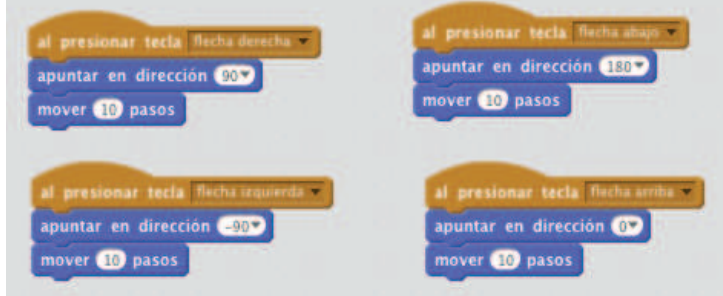 al presionar tecla flecha derecha
apuntar en dirección 90
mover 10 pasos
al presionar tecla flecha abajo
apuntar en dirección 180
mover 10 pasos
al presionar tecla flecha izquierda
apuntar en dirección -90
mover 10 pasos
al presionar tecla flecha arriba
apuntar en dirección 0
mover 10 pasos